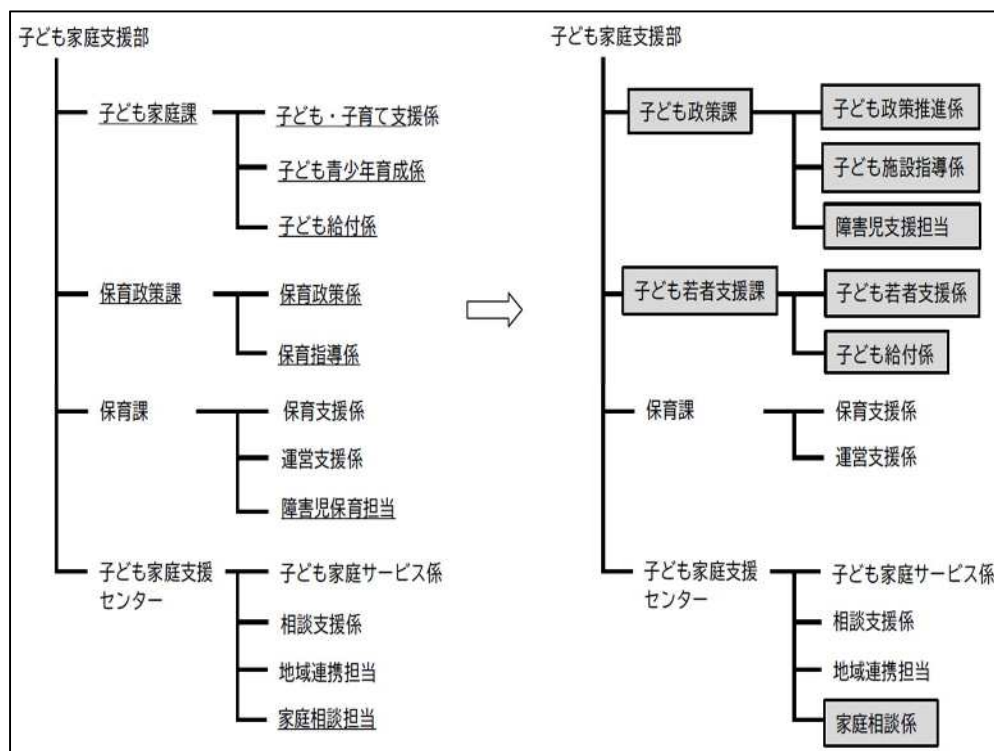 子ども家庭支援部
子ども家庭課
子ども・子育て支援係
子ども青少年育成係
子ども給付係
保育政策課
保育政策係
保育指導係
保育課
保育支援係
運営支援係
障害児保育担当
子ども家庭支援
センター
子ども家庭サービス係
相談支援係
地域連携担当
家庭相談担当
子ども家庭支援部
子ども政策課
子ども政策推進係
子ども施設指導係
障害児支援担当
子ども若者支援課
子ども若者支援係
子ども給付係
保育課
保育支援係
運営支援係
子ども家庭支援
センター
子ども家庭サービス係
相談支援係
地域連携担当
家庭相談係